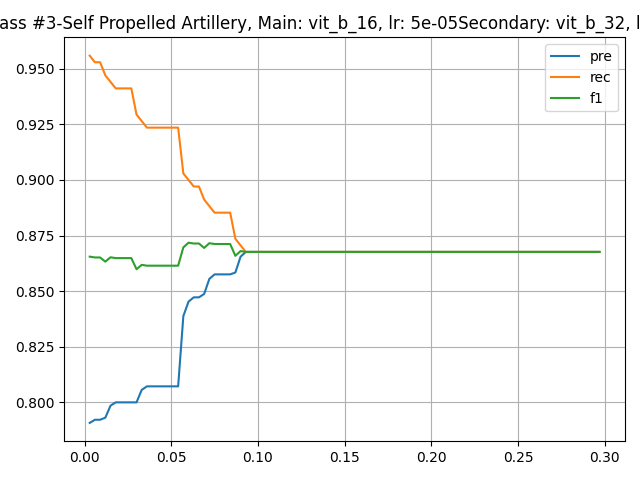 ass #3-Self Propelled Artillery, Main: vit_b_16, lr: 5e-05Secondary: vit_b_32, l
pre
rec
f1
0.950
0.925
0.900
0.875
0.850
0.825
0.800
0.00 0.05 0.10 0.15 0.20 0.25 0.30